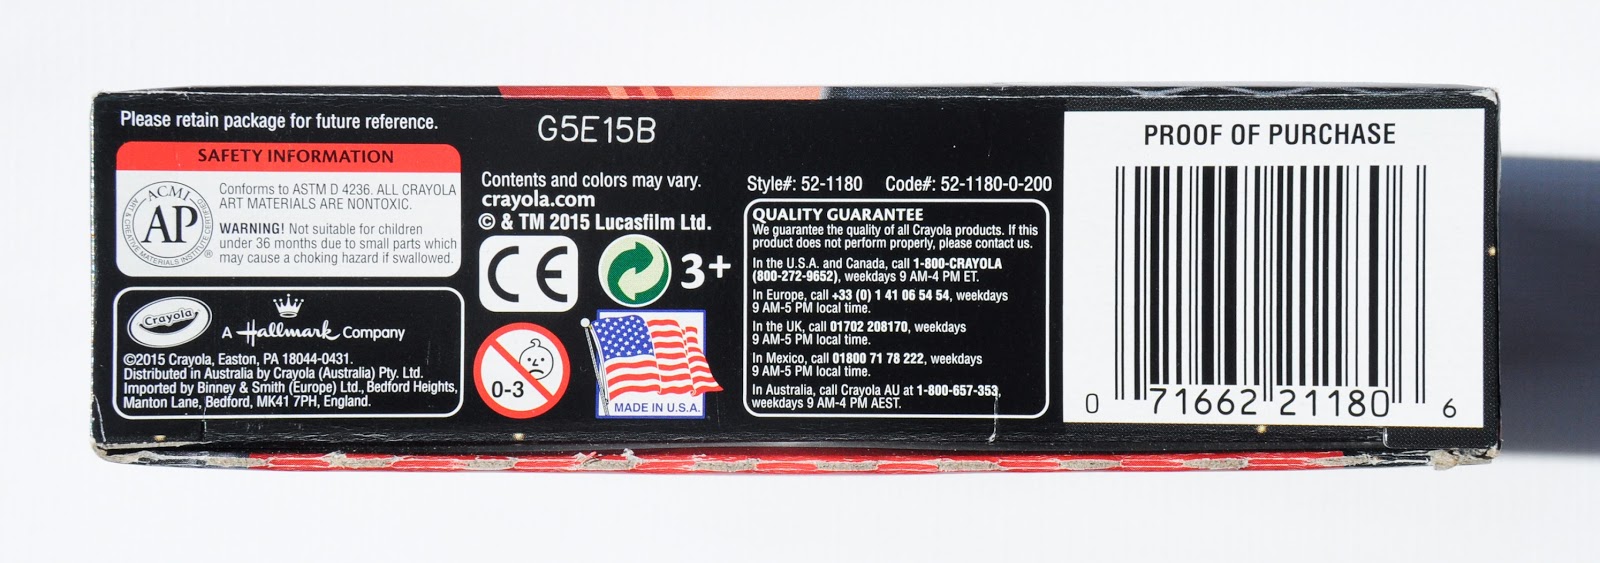 Please retain package for future reference.
SAFETY INFORMATION
ACMI
AP
ART & CREATIVE MATERIALS INSTITUTE CERTIFIED
®
Conforms to ASTM D 4236. ALL CRAYOLA
ART MATERIALS ARE NONTOXIC.
WARNING! Not suitable for children
under 36 months due to small parts which
may cause a choking hazard if swallowed.
Crayola
A Hallmark Company
©2015 Crayola, Easton, PA 18044-0431.
Distributed in Australia by Crayola (Australia) Pty. Ltd.
Imported by Binney & Smith (Europe) Ltd., Bedford Heights,
Manton Lane, Bedford, MK41 7PH, England.
G5E15B
Contents and colors may vary.
crayola.com
© & TM 2015 Lucasfilm Ltd.
CE
3+
0-3
MADE IN U.S.A.
Style#: 52-1180 Code#: 52-1180-0-200
QUALITY GUARANTEE
We guarantee the quality of all Crayola products. If this
product does not perform properly, please contact us.
In the U.S.A. and Canada, call 1-800-CRAYOLA
(800-272-9652), weekdays 9 AM-4 PM ET.
In Europe, call +33 (0) 1 41 06 54 54, weekdays
9 AM-5 PM local time.
In the UK, call 01702 208170, weekdays
9 AM-5 PM local time.
In Mexico, call 01800 71 78 222, weekdays
9 AM-5 PM local time.
In Australia, call Crayola AU at 1-800-657-353,
weekdays 9 AM-4 PM AEST.
PROOF OF PURCHASE
0 71662 21180 6